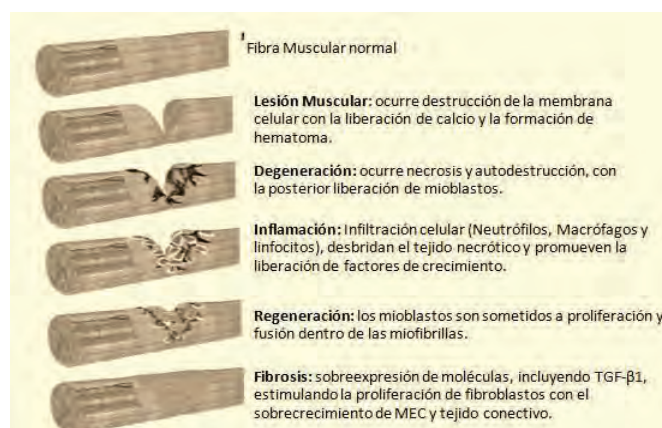 Fibra Muscular normal
Lesión Muscular: ocurre destrucción de la membrana
celular con la liberación de calcio y la formación de
hematoma.
Degeneración: ocurre necrosis y autodestrucción, con
la posterior liberación de mioblastos.
Inflamación: Infiltración celular (Neutrófilos, Macrófagos y
linfocitos), desbridan el tejido necrótico y promueven la
liberación de factores de crecimiento.
Regeneración: los mioblastos son sometidos a proliferación y
fusión dentro de las miofibrillas.
Fibrosis: sobreexpresión de moléculas, incluyendo TGF-β1,
estimulando la proliferación de fibroblastos con el
sobrecrecimiento de MEC y tejido conectivo.